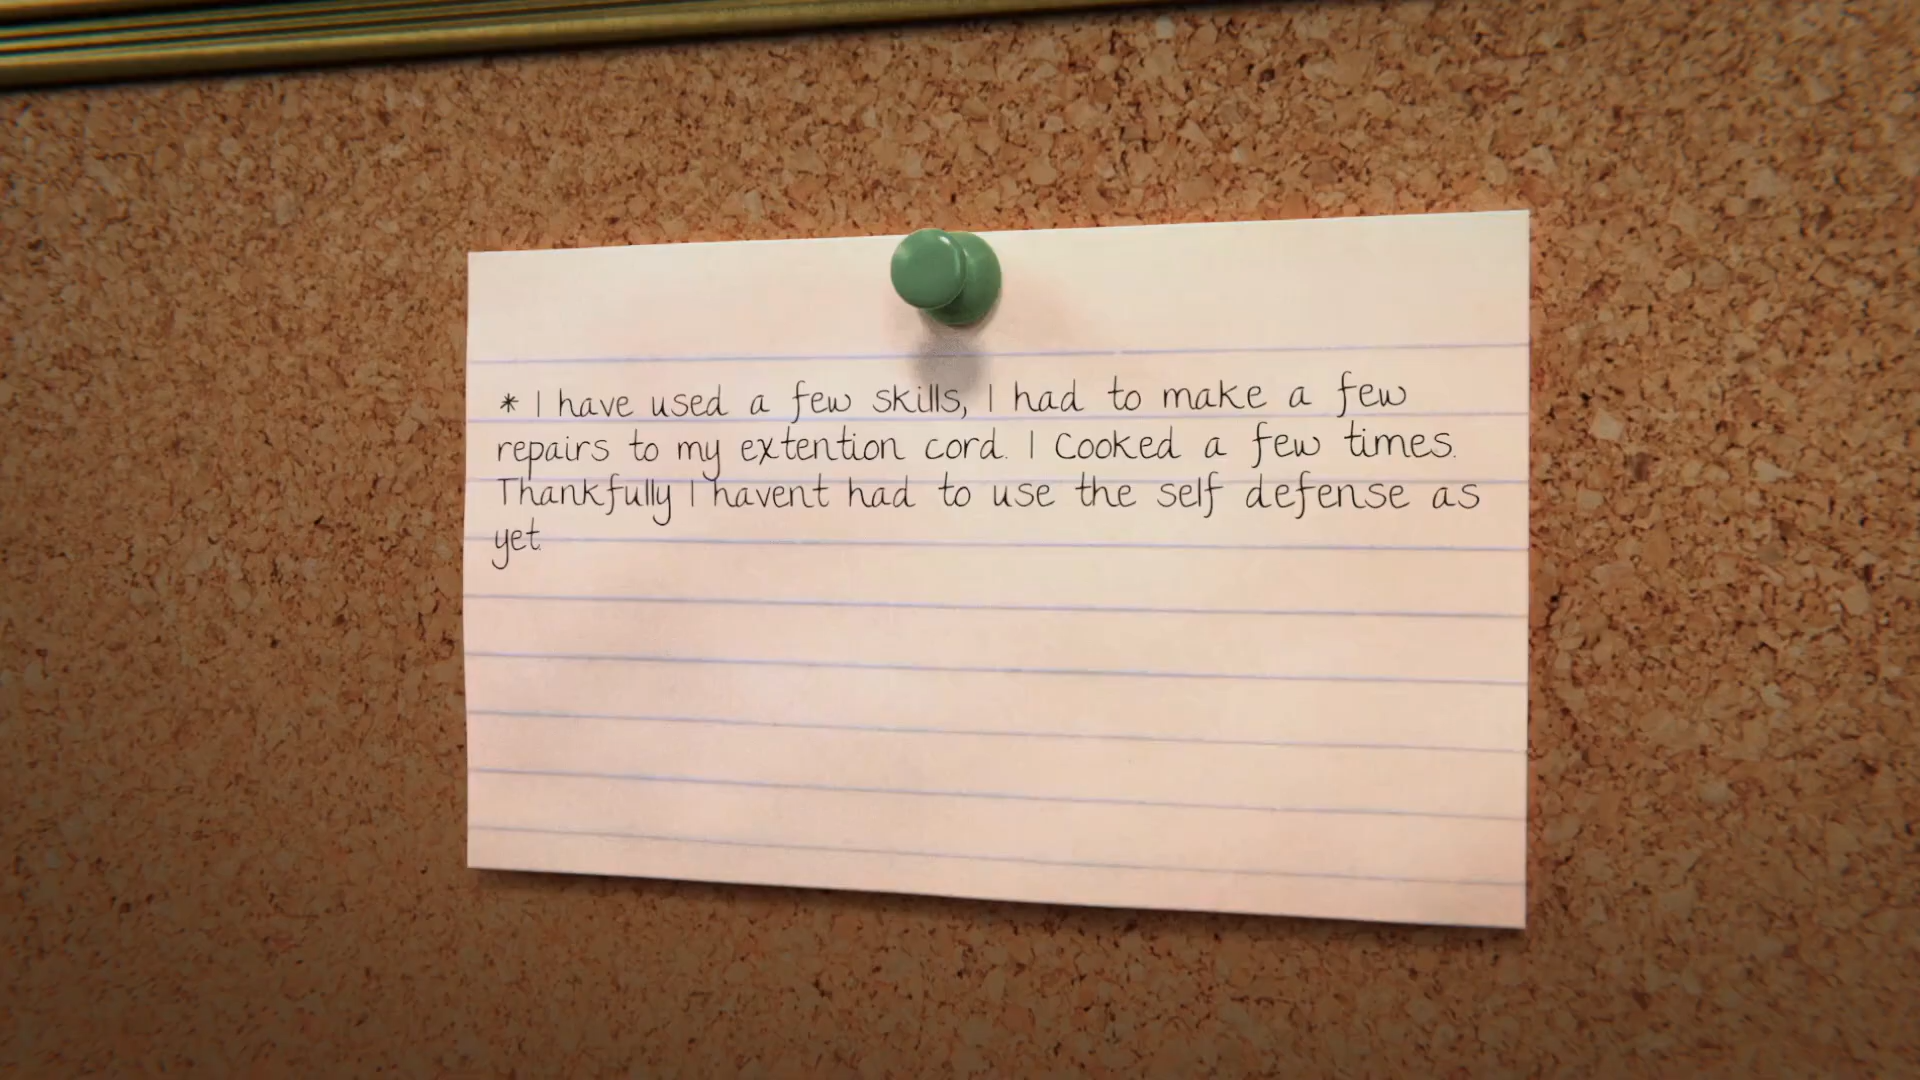 * I have used a few skills, I had to make a few
repairs to my extention cord. I Cooked a few times.
Thankfully I havent had to use the self defense as
yet.